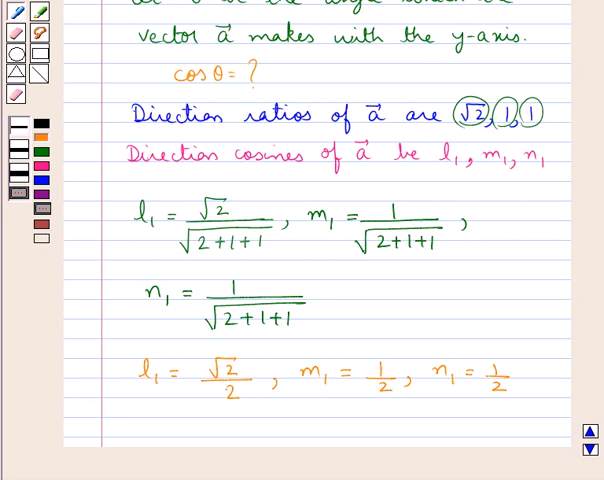 vector a⃗ makes with the y-axis.
cos θ = ?
Direction ratios of a⃗ are √2, 1, 1
Direction cosines of a⃗ be l₁, m₁, n₁
l₁ = √2/√(2+1+1), m₁ = 1/√(2+1+1),
n₁ = 1/√(2+1+1)
l₁ = √2/2, m₁ = 1/2, n₁ = 1/2